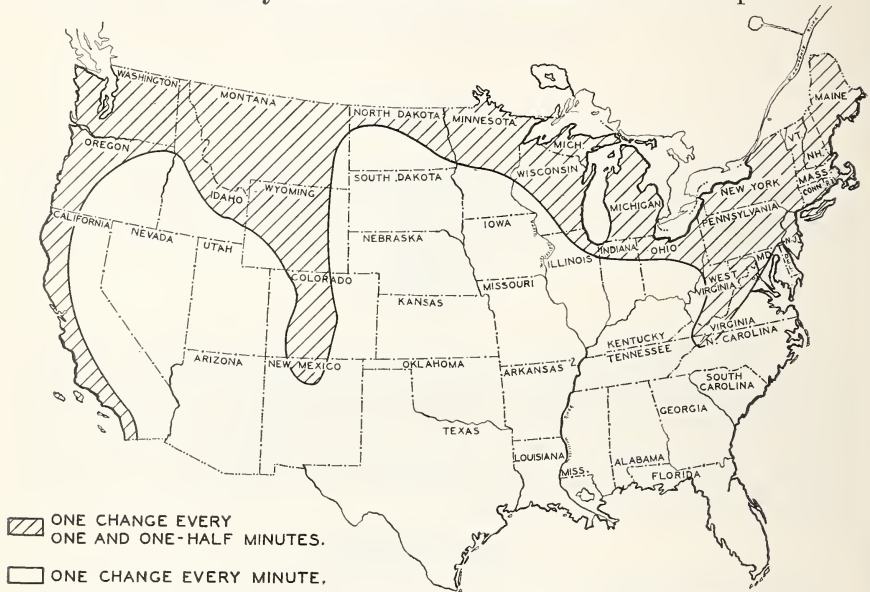 WASHINGTON
MONTANA
NORTH DAKOTA
MINNESOTA
MICH.
MAINE
VT.
N.H.
OREGON
IDAHO
WYOMING
SOUTH DAKOTA
WISCONSIN
MICHIGAN
NEW YORK
MASS.
CONN.
CALIFORNIA
NEVADA
UTAH
NEBRASKA
IOWA
ILLINOIS
INDIANA
OHIO
PENNSYLVANIA
N.J.
MD.
COLORADO
KANSAS
MISSOURI
WEST
VIRGINIA
VIRGINIA
KENTUCKY
TENNESSEE
N. CAROLINA
ARIZONA
NEW MEXICO
OKLAHOMA
ARKANSAS
SOUTH
CAROLINA
TEXAS
LOUISIANA
MISS.
ALABAMA
GEORGIA
FLORIDA
ONE CHANGE EVERY
ONE AND ONE-HALF MINUTES.
ONE CHANGE EVERY MINUTE.